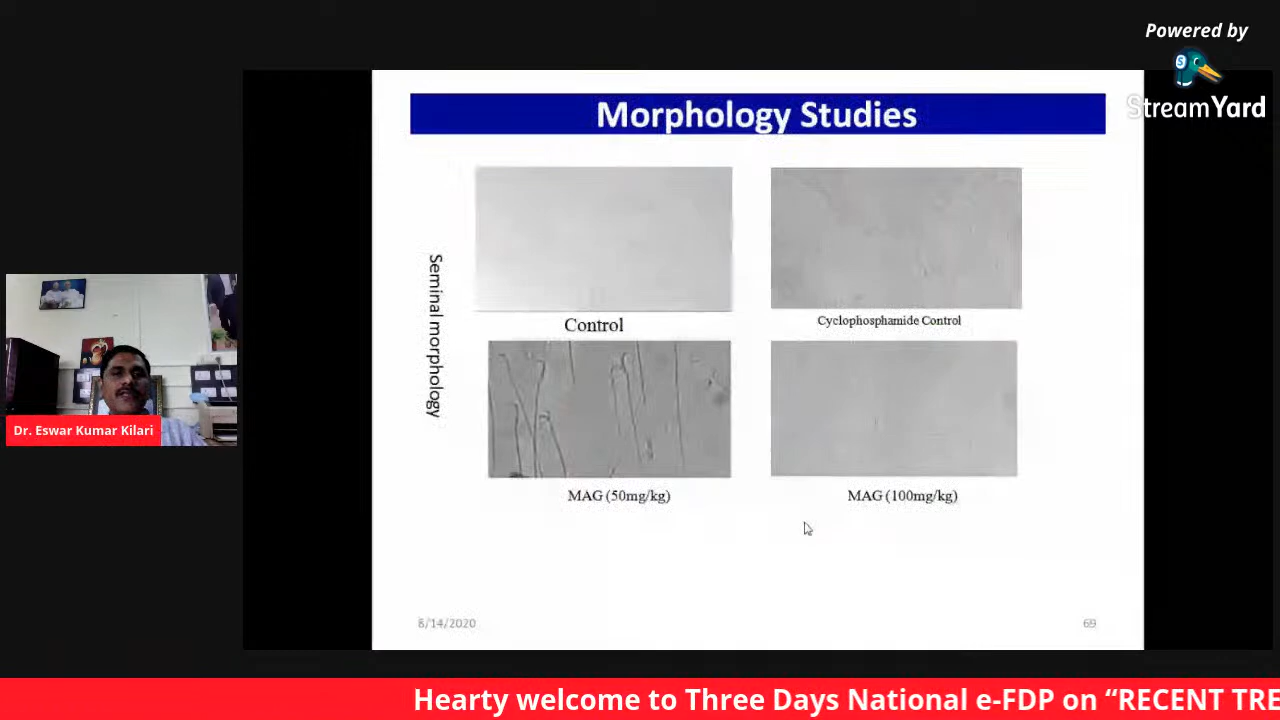 Powered by
StreamYard
Morphology Studies
Seminal morphology
Control
Cyclophosphamide Control
MAG (50mg/kg)
MAG (100mg/kg)
8/14/2020
69
Dr. Eswar Kumar Kilari
Hearty welcome to Three Days National e-FDP on “RECENT TRE